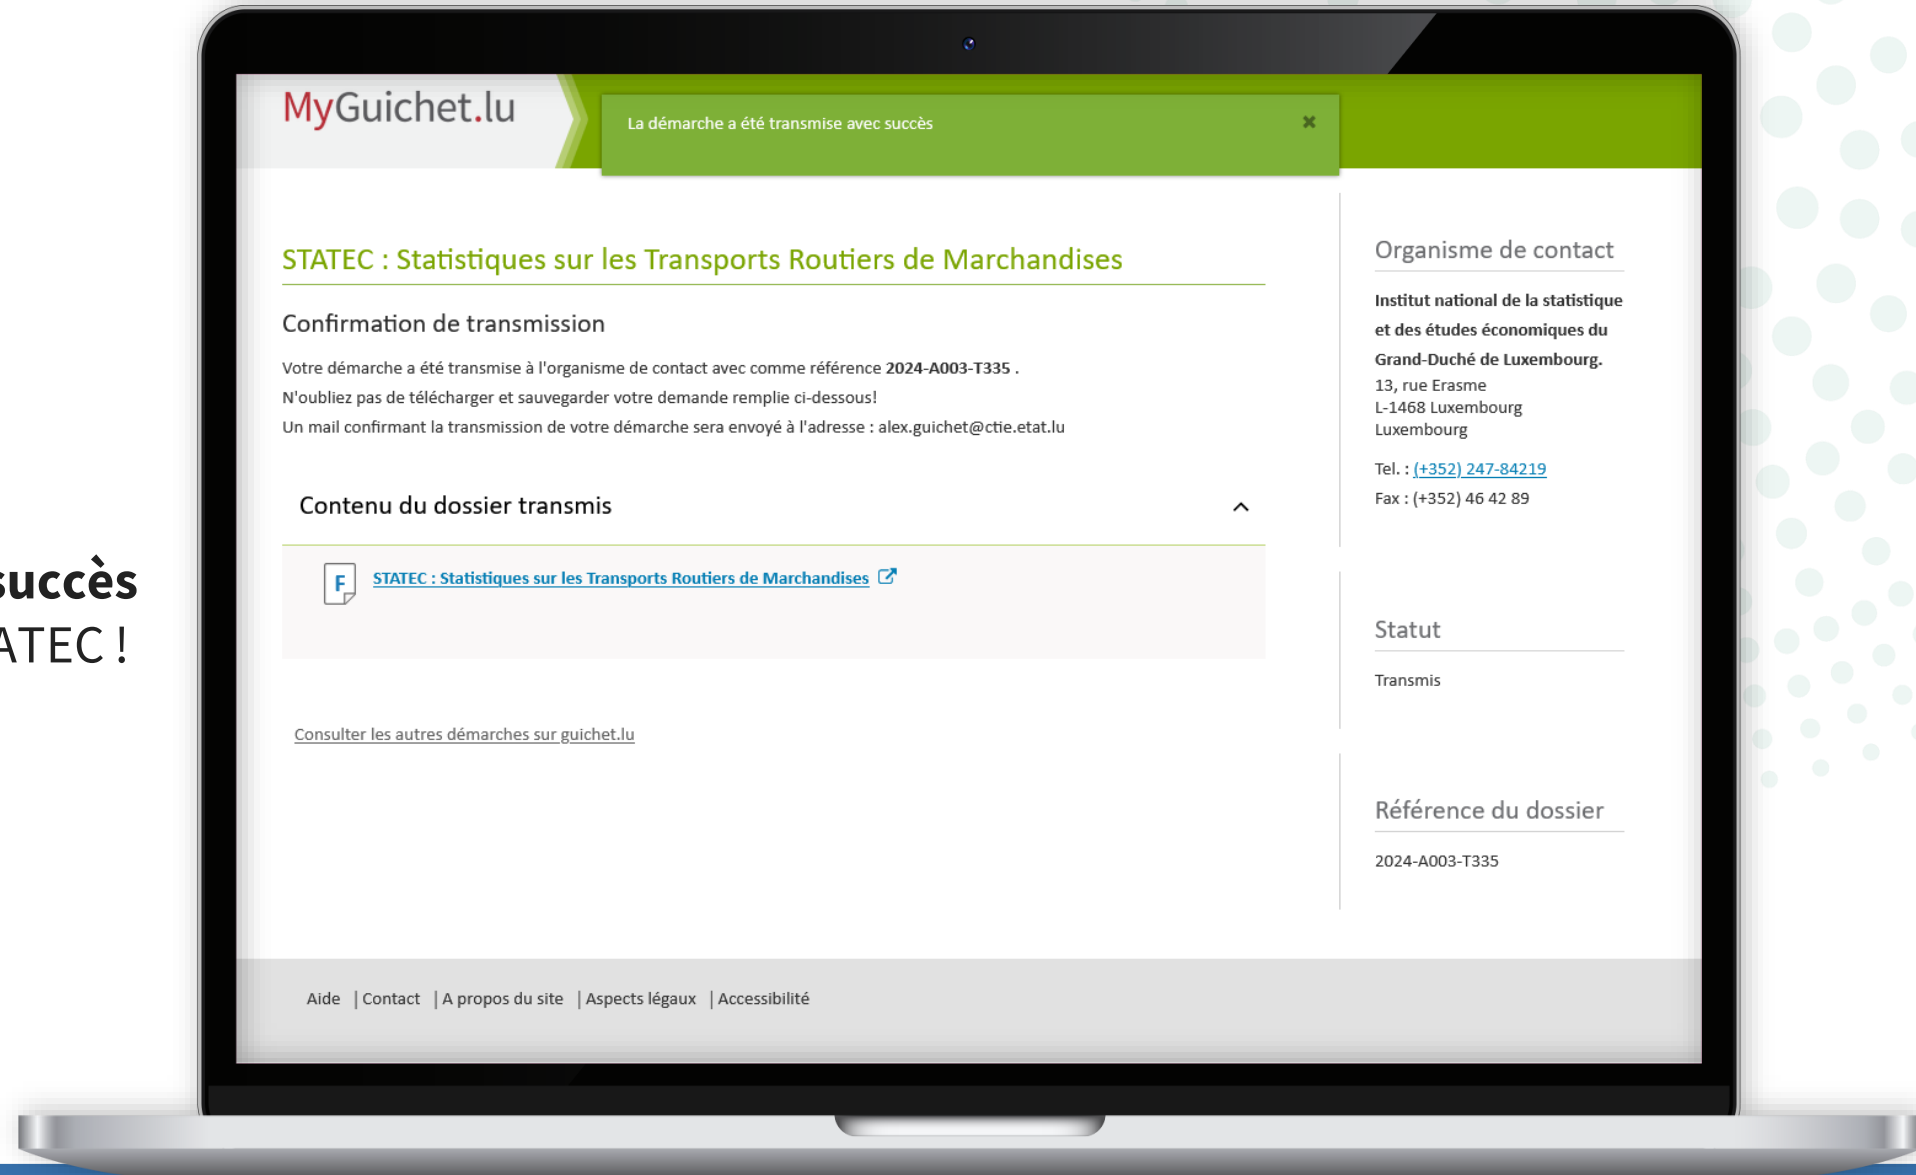 succès
ATEC !
MyGuichet.lu
La démarche a été transmise avec succès
STATEC : Statistiques sur les Transports Routiers de Marchandises
Confirmation de transmission
Votre démarche a été transmise à l'organisme de contact avec comme référence 2024-A003-T335 .
N'oubliez pas de télécharger et sauvegarder votre demande remplie ci-dessous!
Un mail confirmant la transmission de votre démarche sera envoyé à l'adresse : alex.guichet@ctie.etat.lu
Contenu du dossier transmis
F
STATEC : Statistiques sur les Transports Routiers de Marchandises
Consulter les autres démarches sur guichet.lu
Organisme de contact
Institut national de la statistique
et des études économiques du
Grand-Duché de Luxembourg.
13, rue Erasme
L-1468 Luxembourg
Luxembourg
Tel. : (+352) 247-84219
Fax : (+352) 46 42 89
Statut
Transmis
Référence du dossier
2024-A003-T335
Aide | Contact | A propos du site | Aspects légaux | Accessibilité